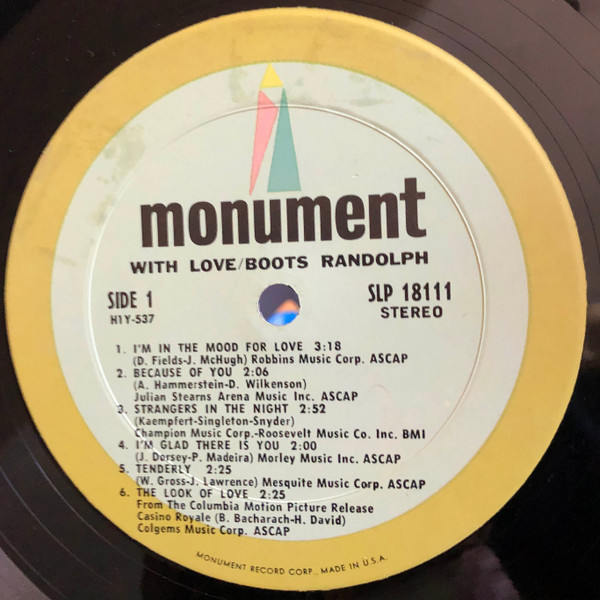 monument
WITH LOVE/BOOTS RANDOLPH
SIDE 1
H1Y-537
SLP 18111
STEREO
1. I'M IN THE MOOD FOR LOVE 3:18
(D. Fields-J. McHugh) Robbins Music Corp. ASCAP
2. BECAUSE OF YOU 2:06
(A. Hammerstein-D. Wilkenson)
Julian Stearns Arena Music Inc. ASCAP
3. STRANGERS IN THE NIGHT 2:52
(Kaempfert-Singleton-Snyder)
Champion Music Corp.-Roosevelt Music Co. Inc. BMI
4. I'M GLAD THERE IS YOU 2:00
(J. Dorsey-P. Madeira) Morley Music Inc. ASCAP
5. TENDERLY 2:25
(W. Gross-J. Lawrence) Mesquite Music Corp. ASCAP
6. THE LOOK OF LOVE 2:25
From The Columbia Motion Picture Release
Casino Royale (B. Bacharach-H. David)
Colgems Music Corp. ASCAP
MONUMENT RECORD CORP., MADE IN U.S.A.